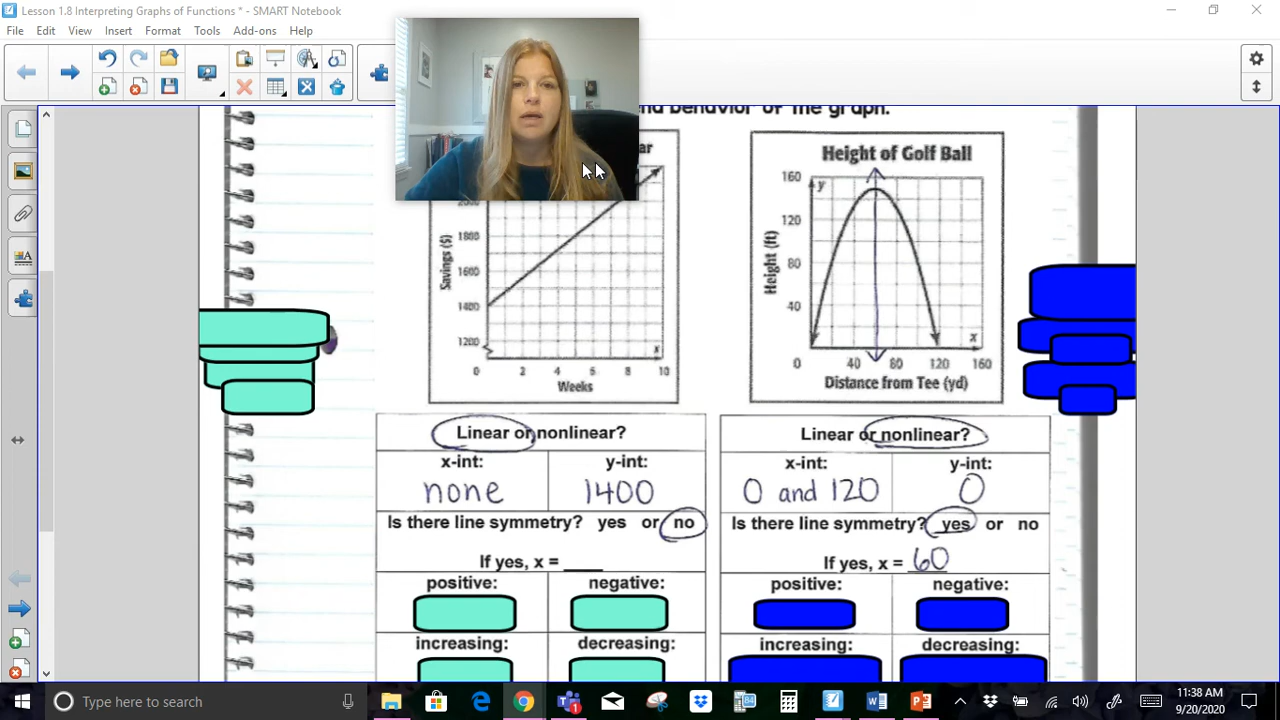 Lesson 1.8 Interpreting Graphs of Functions * - SMART Notebook
File Edit View Insert Format Tools Add-ons Help
end behavior of the graph.
Height of Golf Ball
160
y
120
80
40
Height (ft)
x
0 40 80 120 160
Distance from Tee (yd)
1800
1600
1400
1200
Savings ($)
x
0 2 4 6 8 10
Weeks
Linear or nonlinear?
x-int: y-int:
none 1400
Is there line symmetry? yes or no
If yes, x = ____
positive: negative:
increasing: decreasing:
Linear or nonlinear?
x-int: y-int:
0 and 120 0
Is there line symmetry? yes or no
If yes, x = 60
positive: negative:
increasing: decreasing:
Type here to search
11:38 AM
9/20/2020